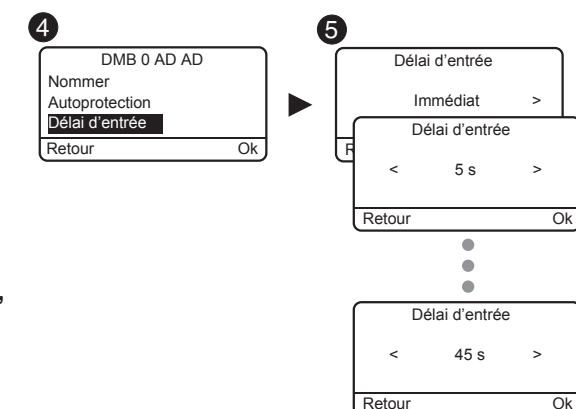 4
DMB 0 AD AD
Nommer
Autoprotection
Délai d’entrée
Retour Ok
5
Délai d’entrée
Immédiat >
R
Délai d’entrée
< 5 s >
Retour Ok
,
Délai d’entrée
< 45 s >
Retour Ok